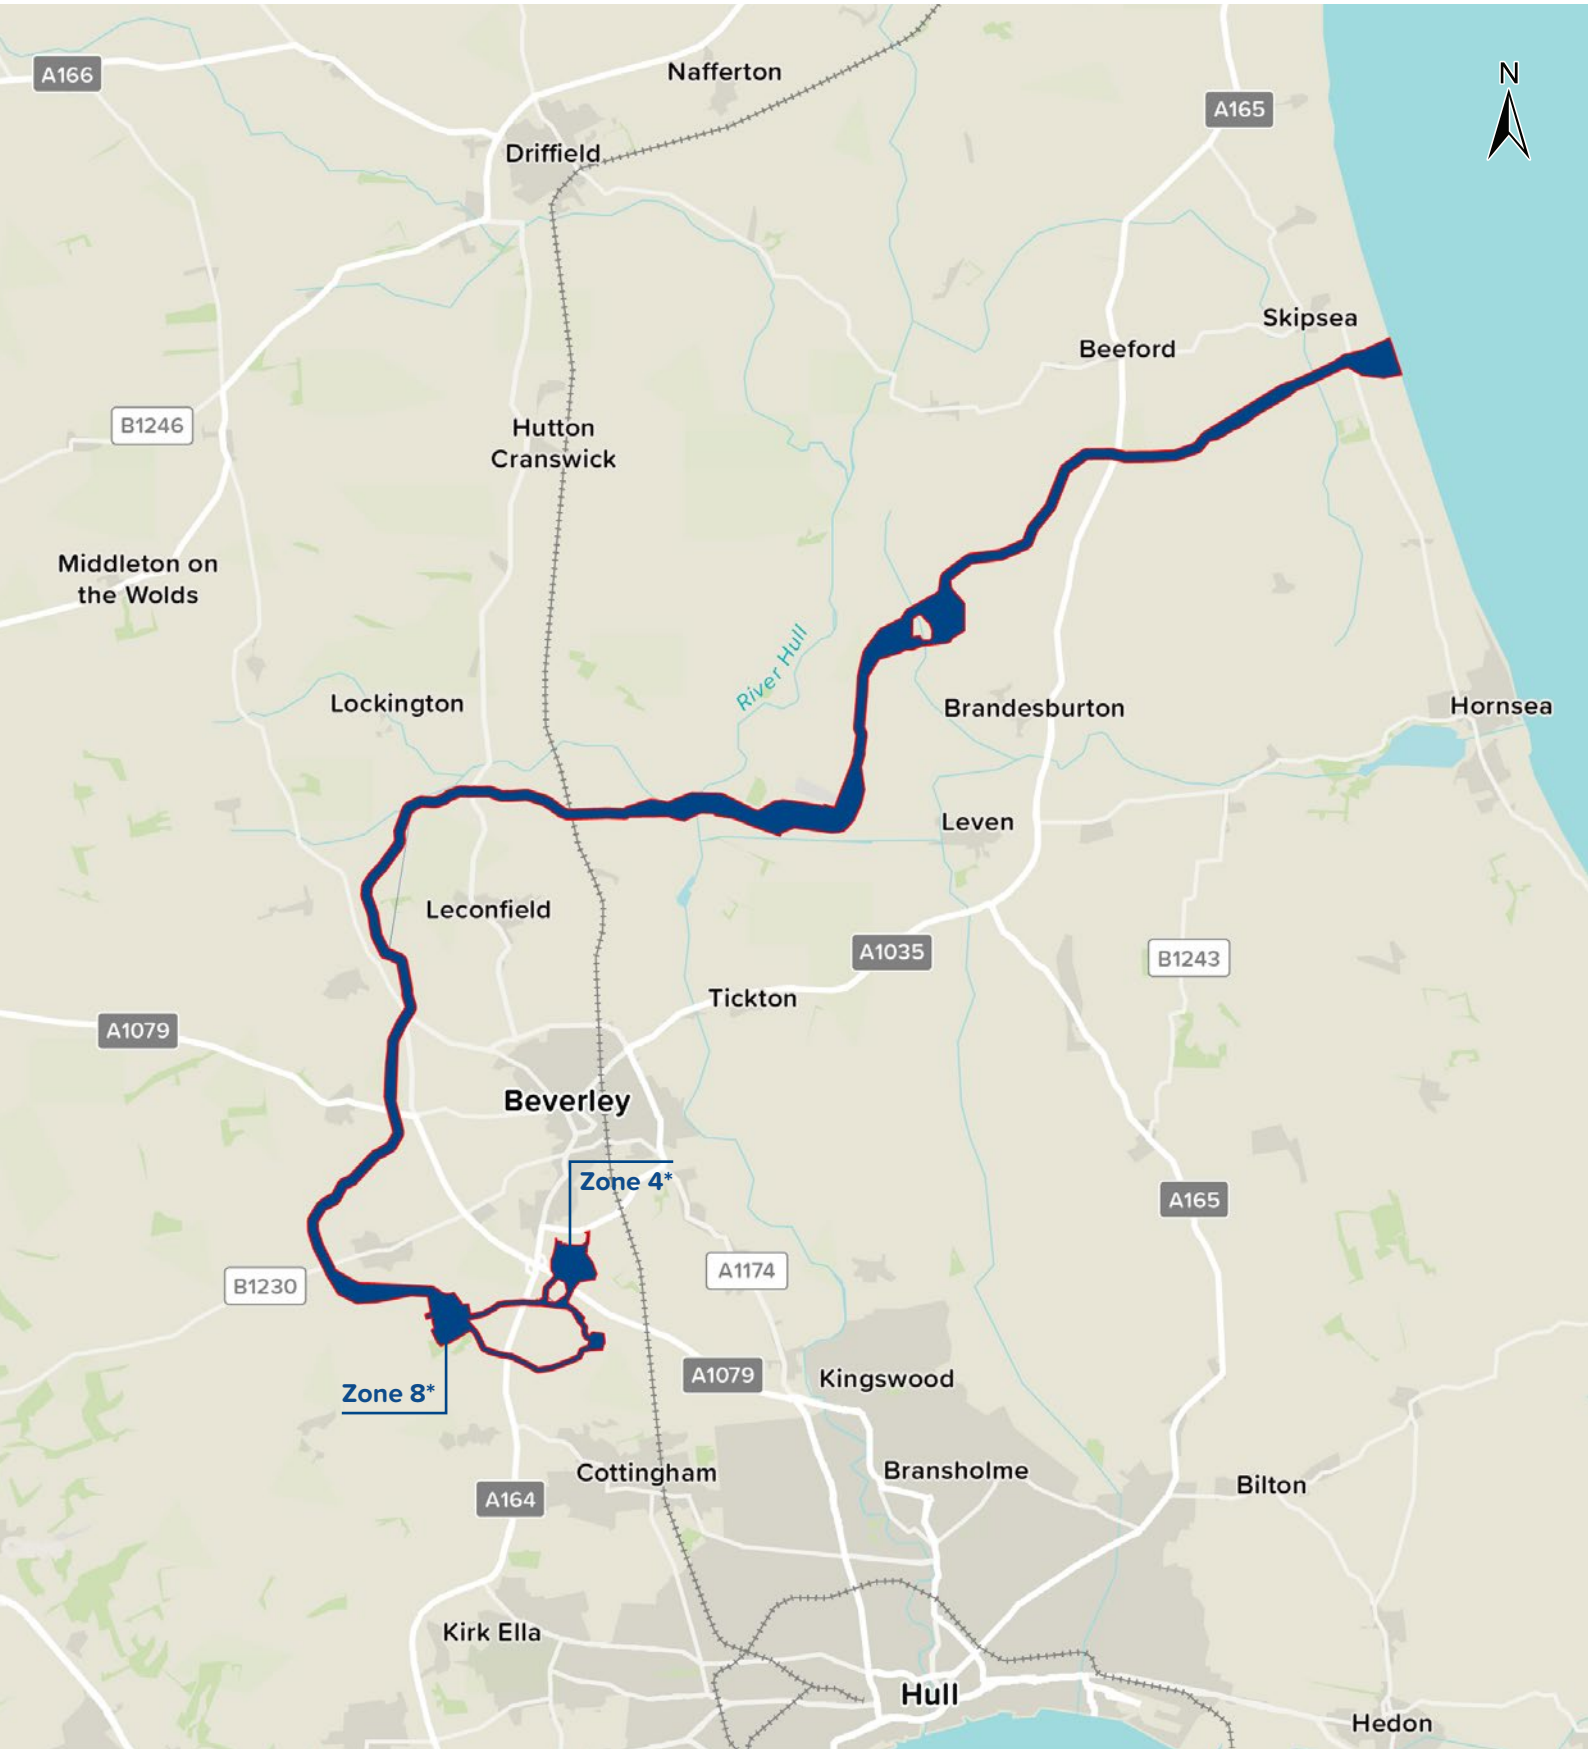 N
A166
Nafferton
A165
Driffield
Skipsea
Beeford
B1246
Hutton
Cranswick
Middleton on
the Wolds
River Hull
Lockington
Brandesburton
Hornsea
Leven
Leconfield
A1035
B1243
Tickton
A1079
Beverley
Zone 4*
A165
A1174
B1230
A1079
Kingswood
Zone 8*
Cottingham
Bransholme
Bilton
A164
Kirk Ella
Hull
Hedon